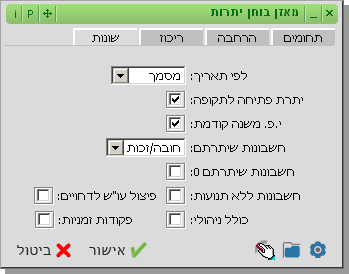 מאזן בוחן יתרות
תחומים הרחבה ריכוז שונות
לפי תאריך: מסמך
יתרת פתיחה לתקופה:
י.פ. משנה קודמת:
חשבונות שיתרתם: חובה/זכות
חשבונות שיתרתם 0:
חשבונות ללא תנועות: פיצול עו"ש לדחויים:
כולל ניהולי: פקודות זמניות:
אישור ביטול